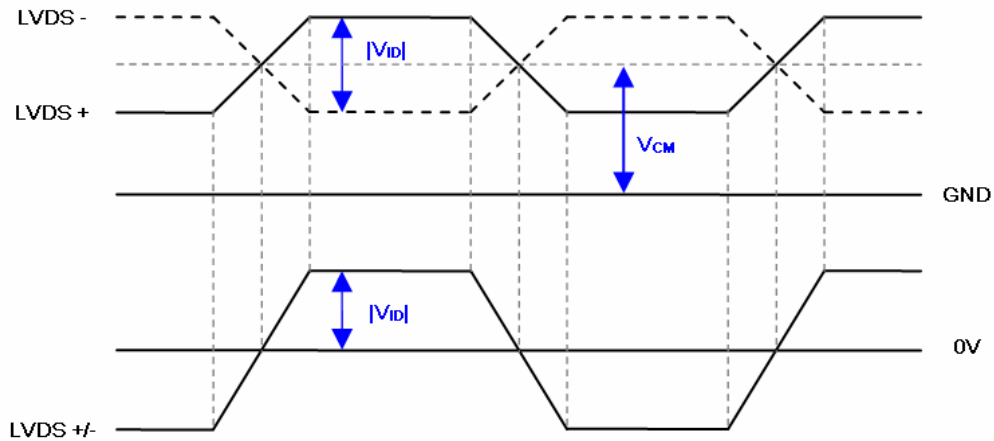 LVDS -
|VID|
LVDS +
VCM
GND
|VID|
0V
LVDS +/-